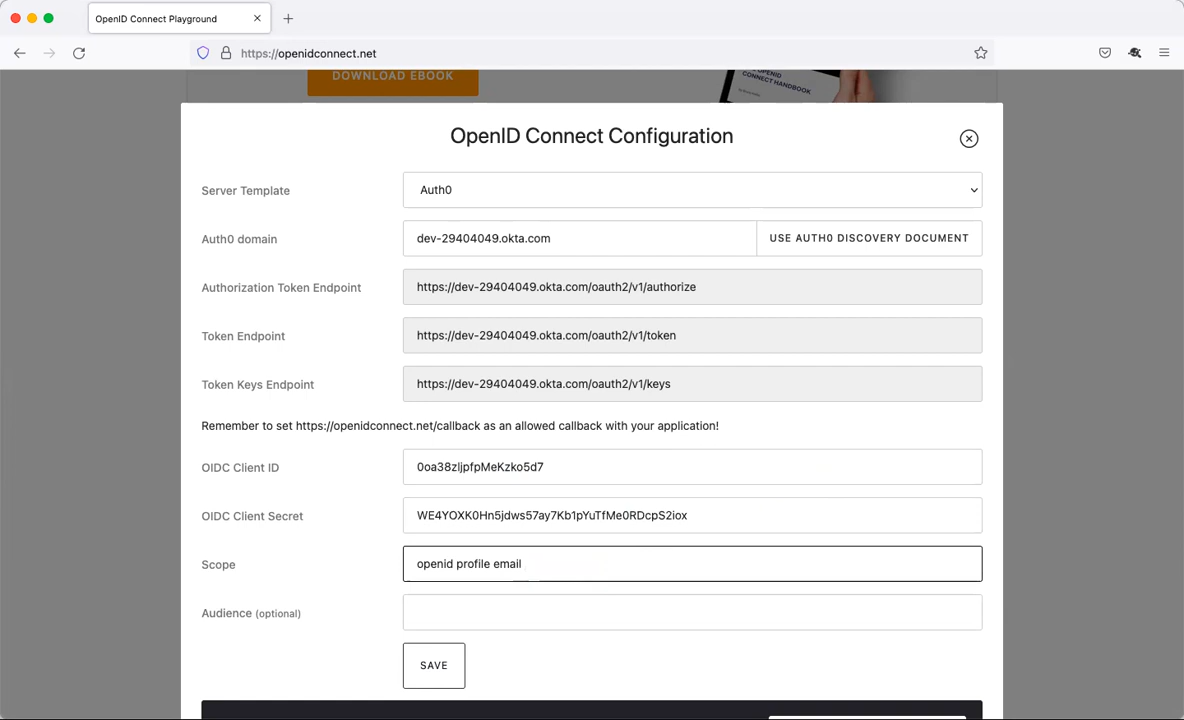 OpenID Connect Playground
https://openidconnect.net
DOWNLOAD EBOOK
CONNECT HANDBOOK
OpenID Connect Configuration
Server Template
Auth0
Auth0 domain
dev-29404049.okta.com
USE AUTH0 DISCOVERY DOCUMENT
Authorization Token Endpoint
https://dev-29404049.okta.com/oauth2/v1/authorize
Token Endpoint
https://dev-29404049.okta.com/oauth2/v1/token
Token Keys Endpoint
https://dev-29404049.okta.com/oauth2/v1/keys
Remember to set https://openidconnect.net/callback as an allowed callback with your application!
OIDC Client ID
0oa38zljpfpMeKzko5d7
OIDC Client Secret
WE4YOXK0Hn5jdws57ay7Kb1pYuTfMe0RDcpS2iox
Scope
openid profile email
Audience (optional)
SAVE